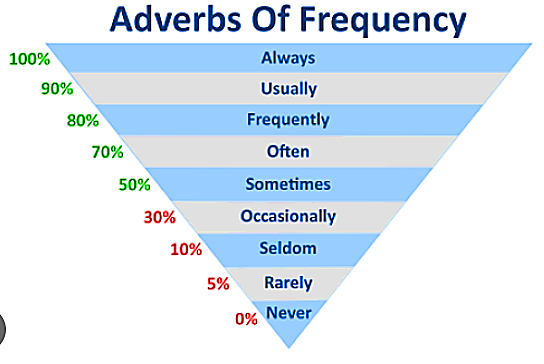 Adverbs Of Frequency
100% Always
90% Usually
80% Frequently
70% Often
50% Sometimes
30% Occasionally
10% Seldom
5% Rarely
0% Never